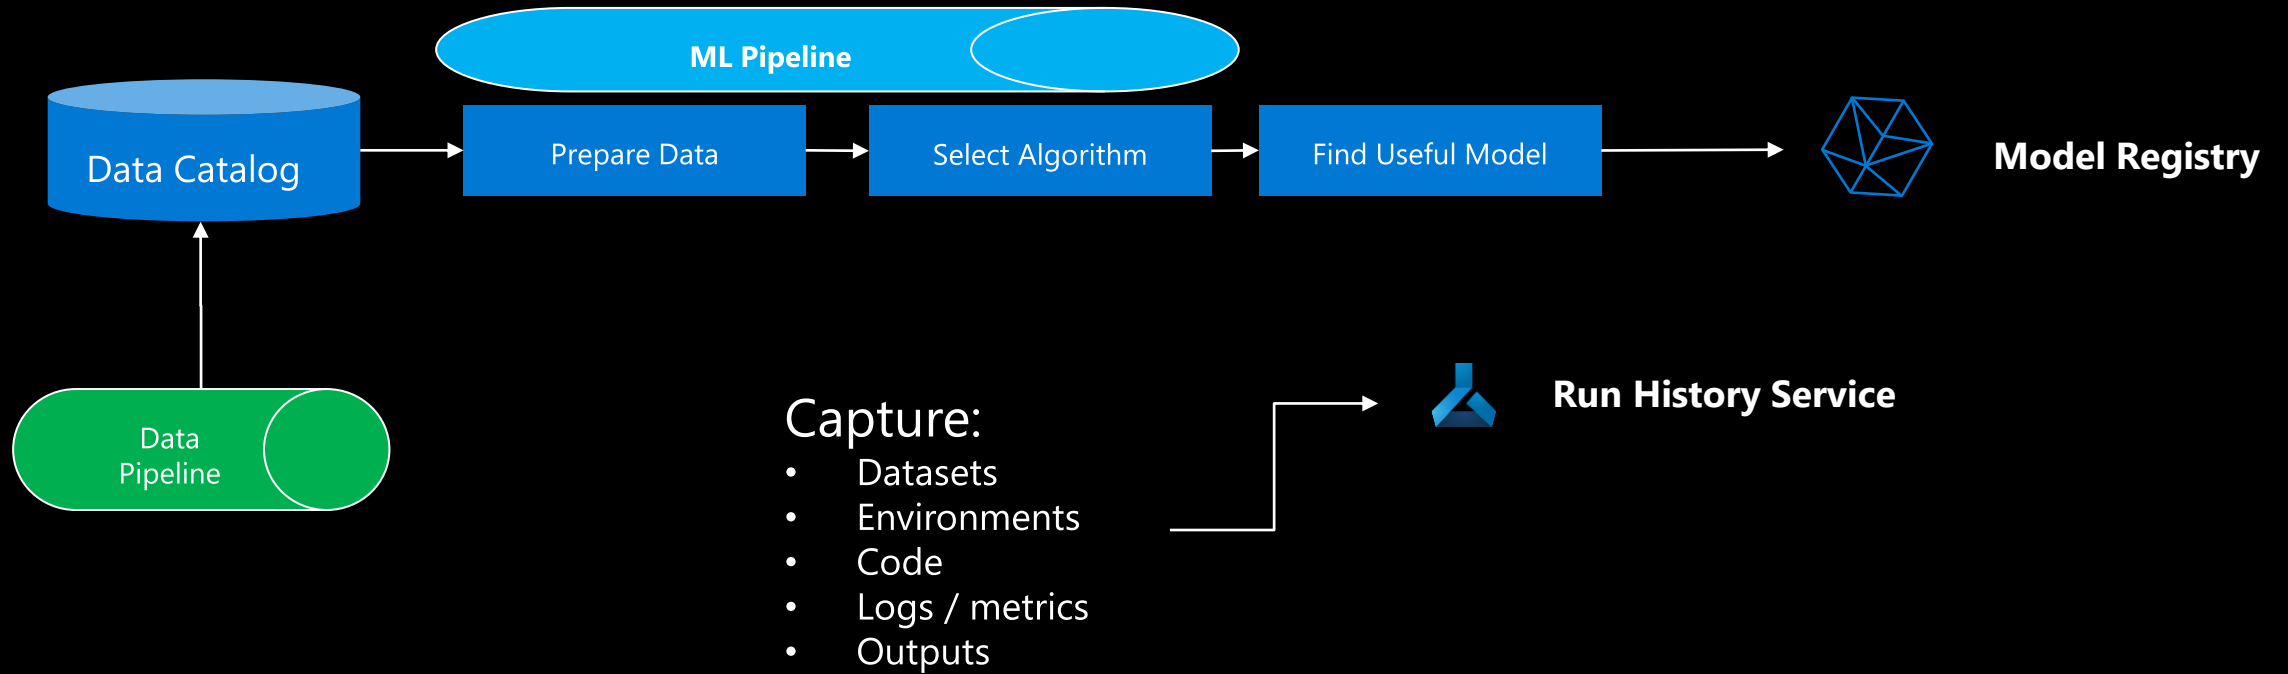 ML Pipeline
Data Catalog
Prepare Data
Select Algorithm
Find Useful Model
Model Registry
Data
Pipeline
Capture:
• Datasets
• Environments
• Code
• Logs / metrics
• Outputs
Run History Service